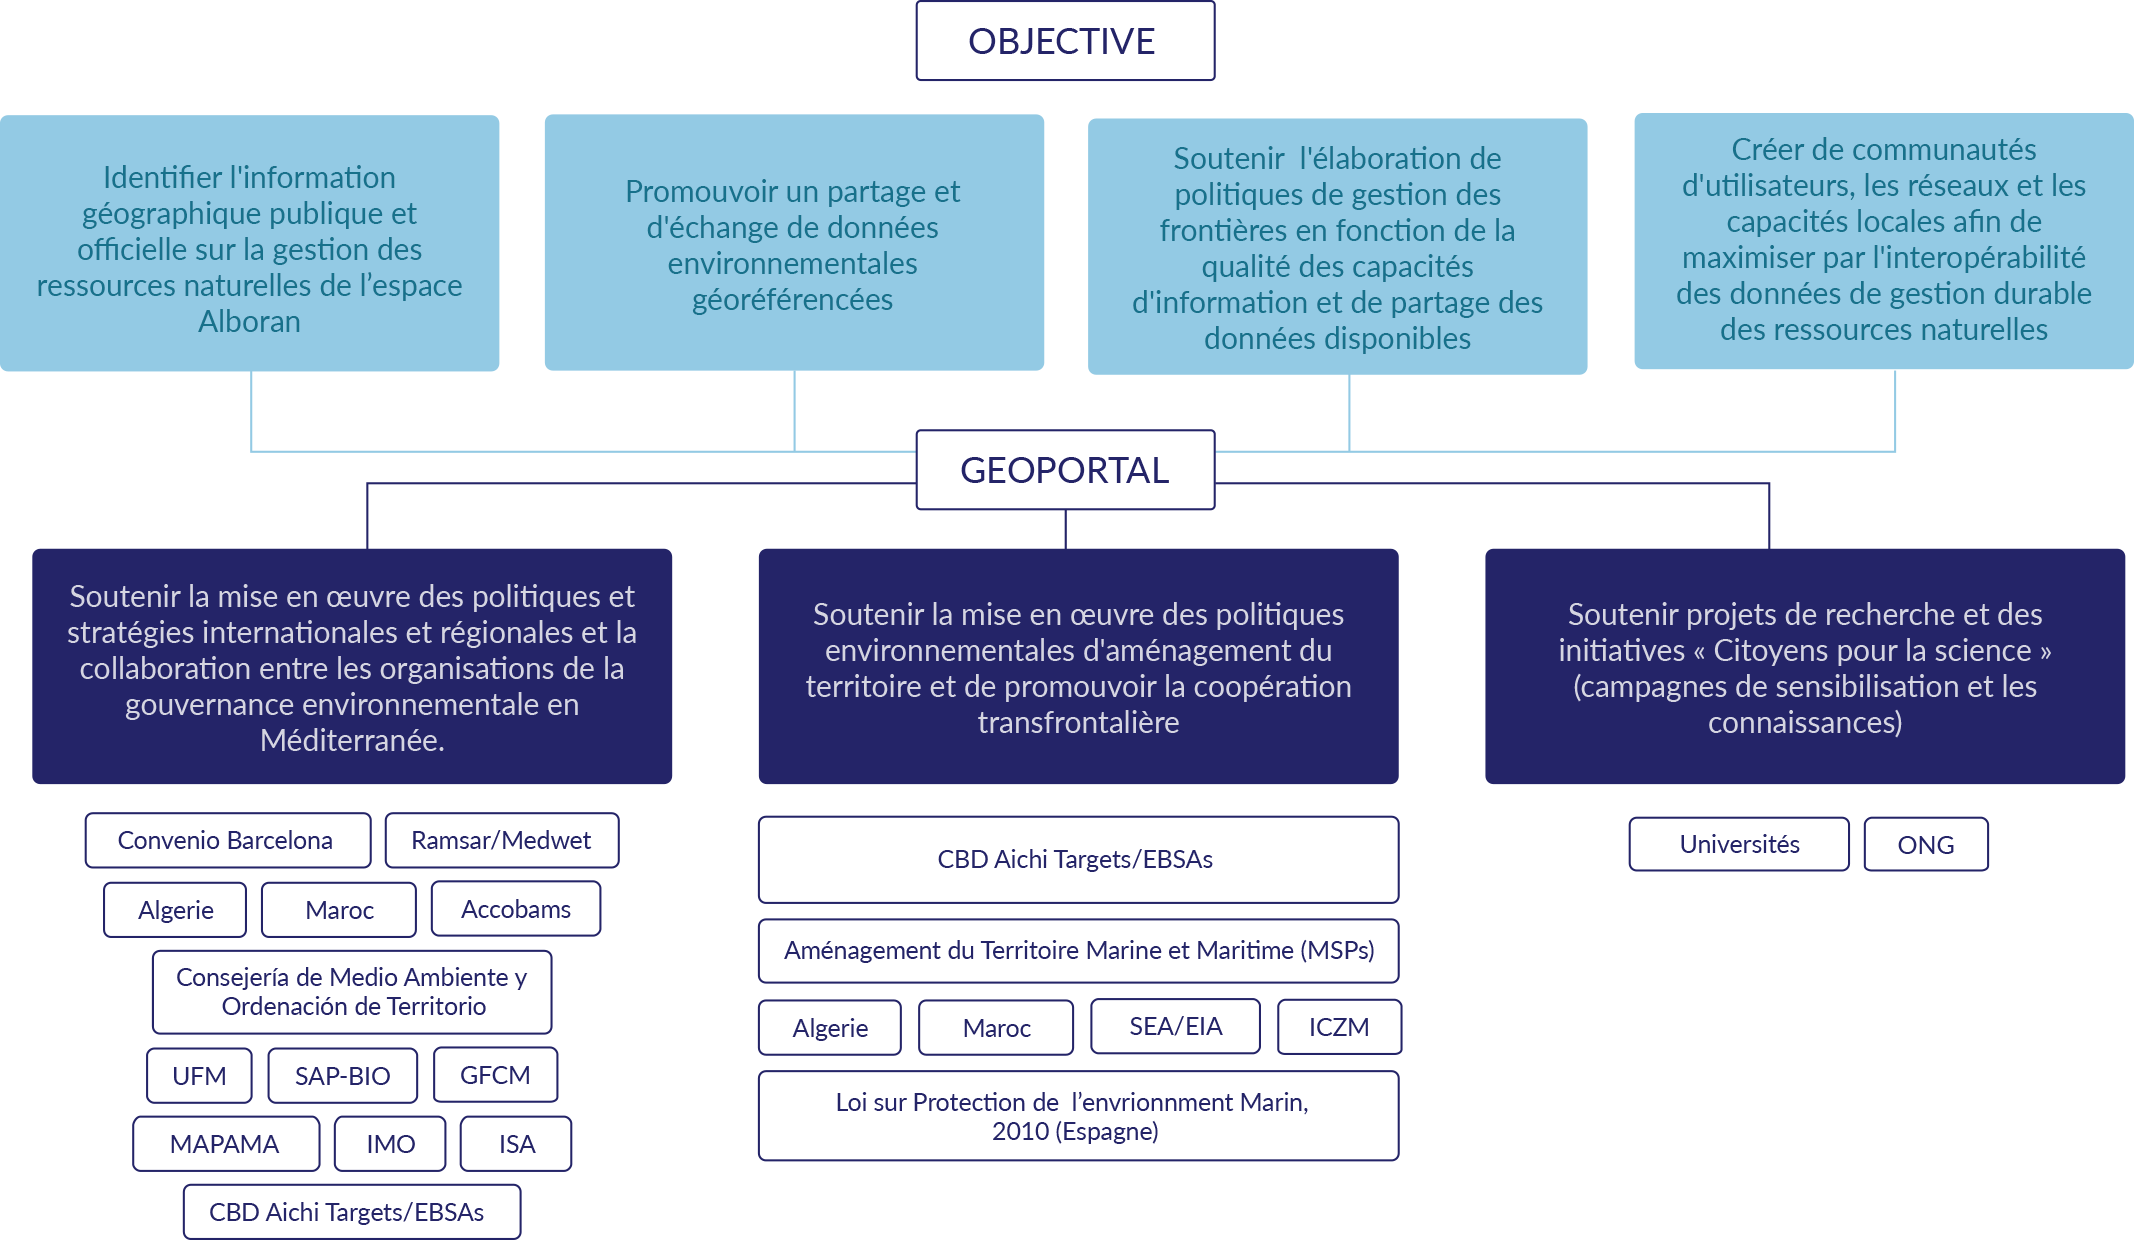 OBJECTIVE
Identifier l'information
géographique publique et
officielle sur la gestion des
ressources naturelles de l’espace
Alboran
Promouvoir un partage et
d'échange de données
environnementales
géoréférencées
Soutenir l'élaboration de
politiques de gestion des
frontières en fonction de la
qualité des capacités
d'information et de partage des
données disponibles
Créer de communautés
d'utilisateurs, les réseaux et les
capacités locales afin de
maximiser par l'interopérabilité
des données de gestion durable
des ressources naturelles
GEOPORTAL
Soutenir la mise en œuvre des politiques et
stratégies internationales et régionales et la
collaboration entre les organisations de la
gouvernance environnementale en
Méditerranée.
Convenio Barcelona
Ramsar/Medwet
Algerie
Maroc
Accobams
Consejería de Medio Ambiente y
Ordenación de Territorio
UFM
SAP-BIO
GFCM
MAPAMA
IMO
ISA
CBD Aichi Targets/EBSAs
Soutenir la mise en œuvre des politiques
environnementales d'aménagement du
territoire et de promouvoir la coopération
transfrontalière
CBD Aichi Targets/EBSAs
Aménagement du Territoire Marine et Maritime (MSPs)
Algerie
Maroc
SEA/EIA
ICZM
Loi sur Protection de l’envrionnment Marin,
2010 (Espagne)
Soutenir projets de recherche et des
initiatives « Citoyens pour la science »
(campagnes de sensibilisation et les
connaissances)
Universités
ONG